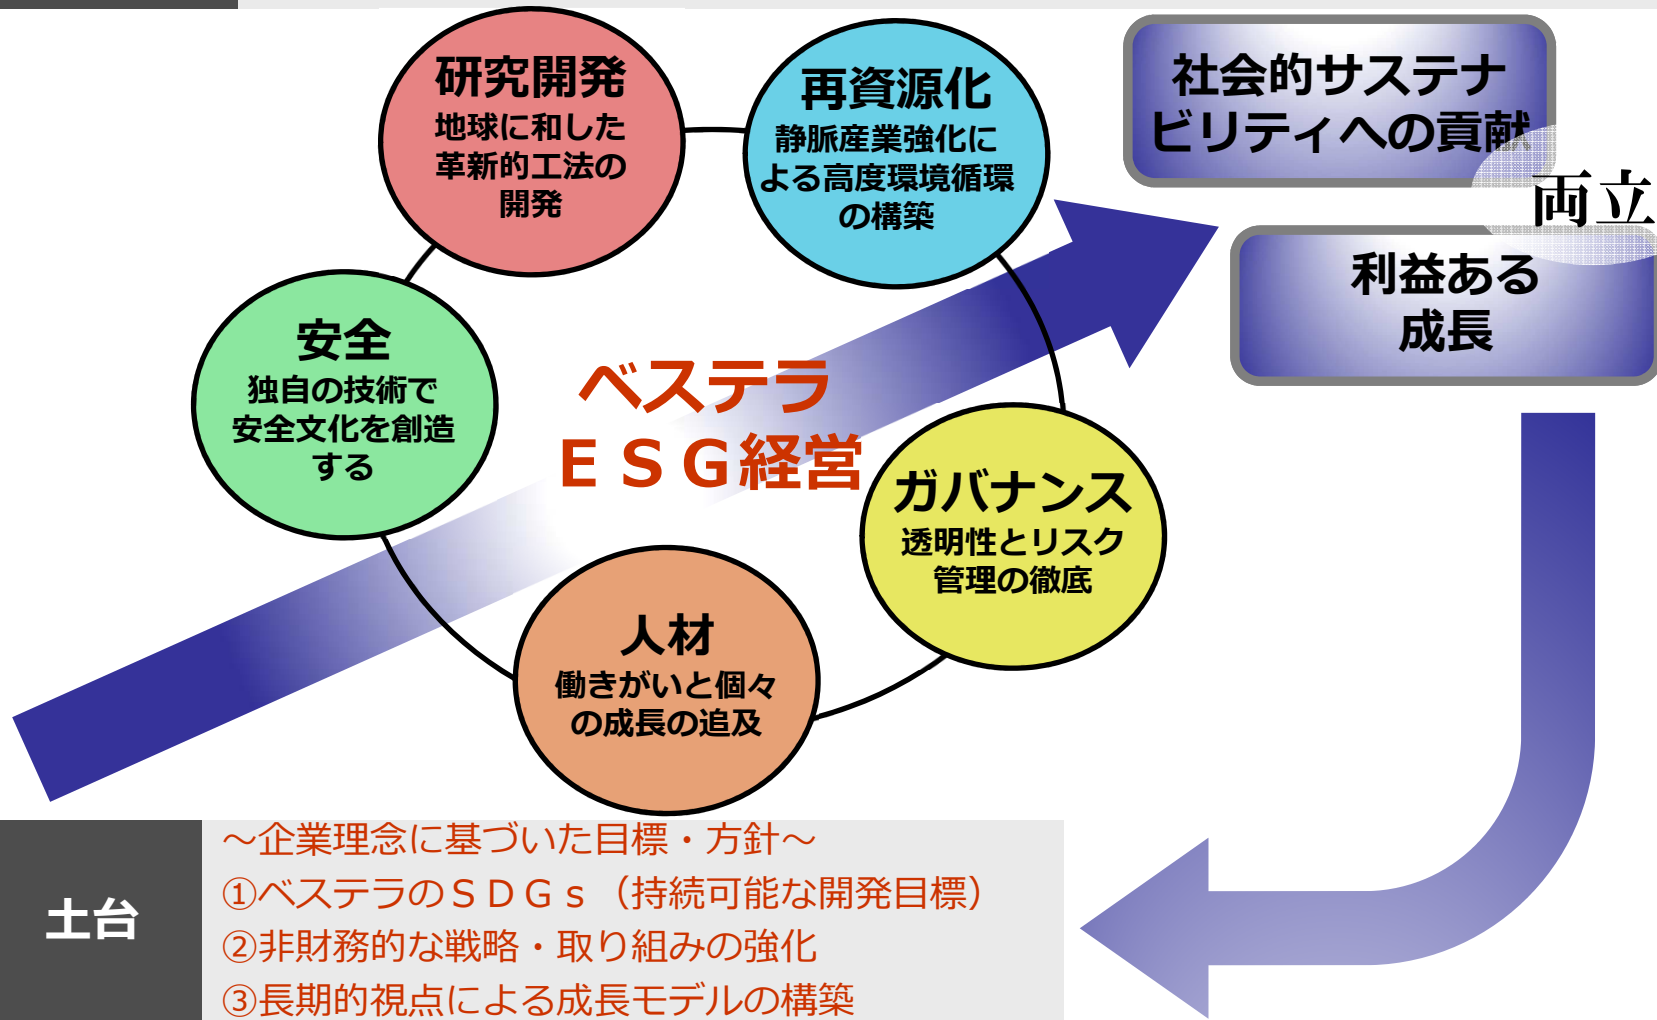 研究開発
地球に和した
革新的工法の
開発
再資源化
静脈産業強化に
よる高度環境循環
の構築
社会的サステナ
ビリティへの貢献
両立
利益ある
成長
安全
独自の技術で
安全文化を創造
する
ベステラ
ＥＳＧ経営
ガバナンス
透明性とリスク
管理の徹底
人材
働きがいと個々
の成長の追及
土台
～企業理念に基づいた目標・方針～
①ベステラのＳＤＧｓ（持続可能な開発目標）
②非財務的な戦略・取り組みの強化
③長期的視点による成長モデルの構築